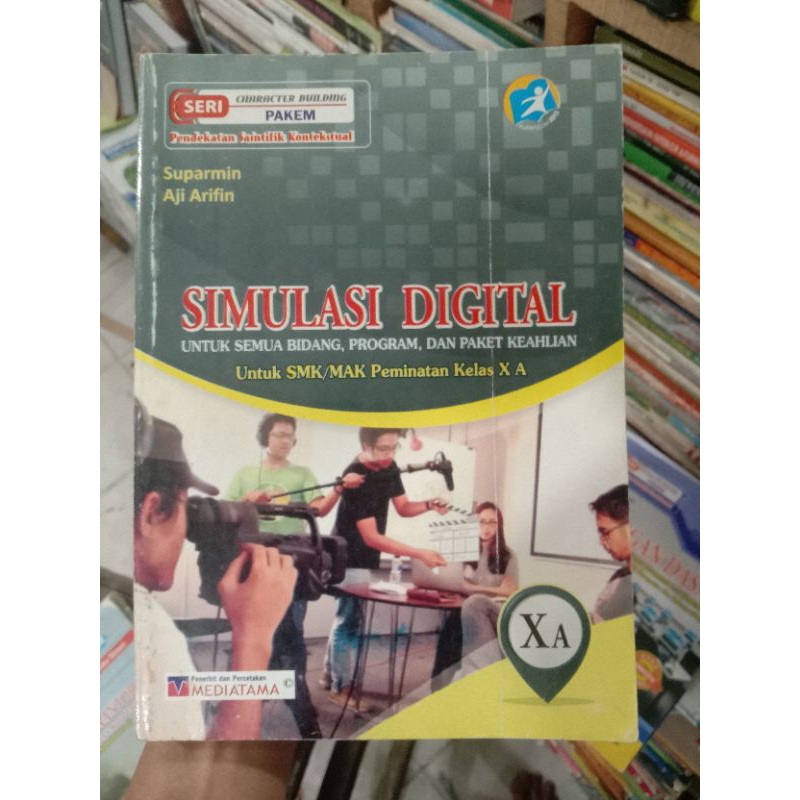 SERI
CHARACTER BUILDING
PAKEM
Pendekatan Saintifik Kontekstual
Suparmin
Aji Arifin
SIMULASI DIGITAL
UNTUK SEMUA BIDANG, PROGRAM, DAN PAKET KEAHLIAN
Untuk SMK/MAK Peminatan Kelas X A
X A
Penerbit dan Percetakan
MEDIATAMA ©